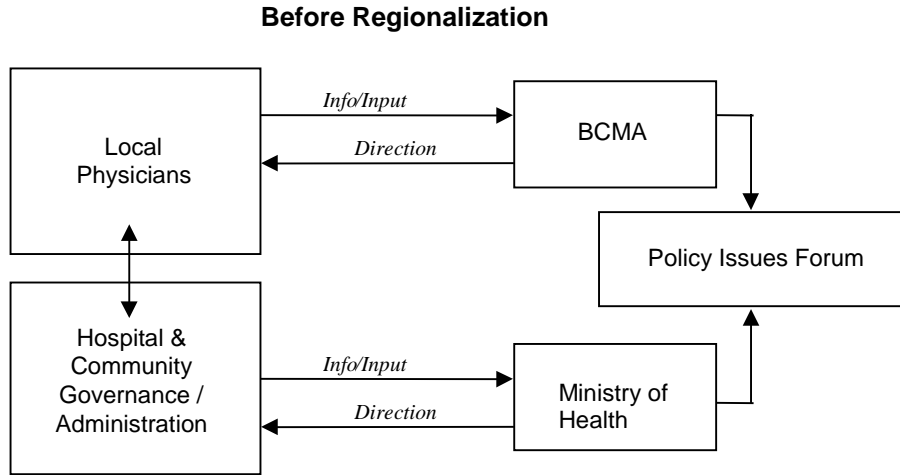 Before Regionalization
Local
Physicians
Info/Input
Direction
BCMA
Policy Issues Forum
Hospital &
Community
Governance /
Administration
Info/Input
Direction
Ministry of
Health